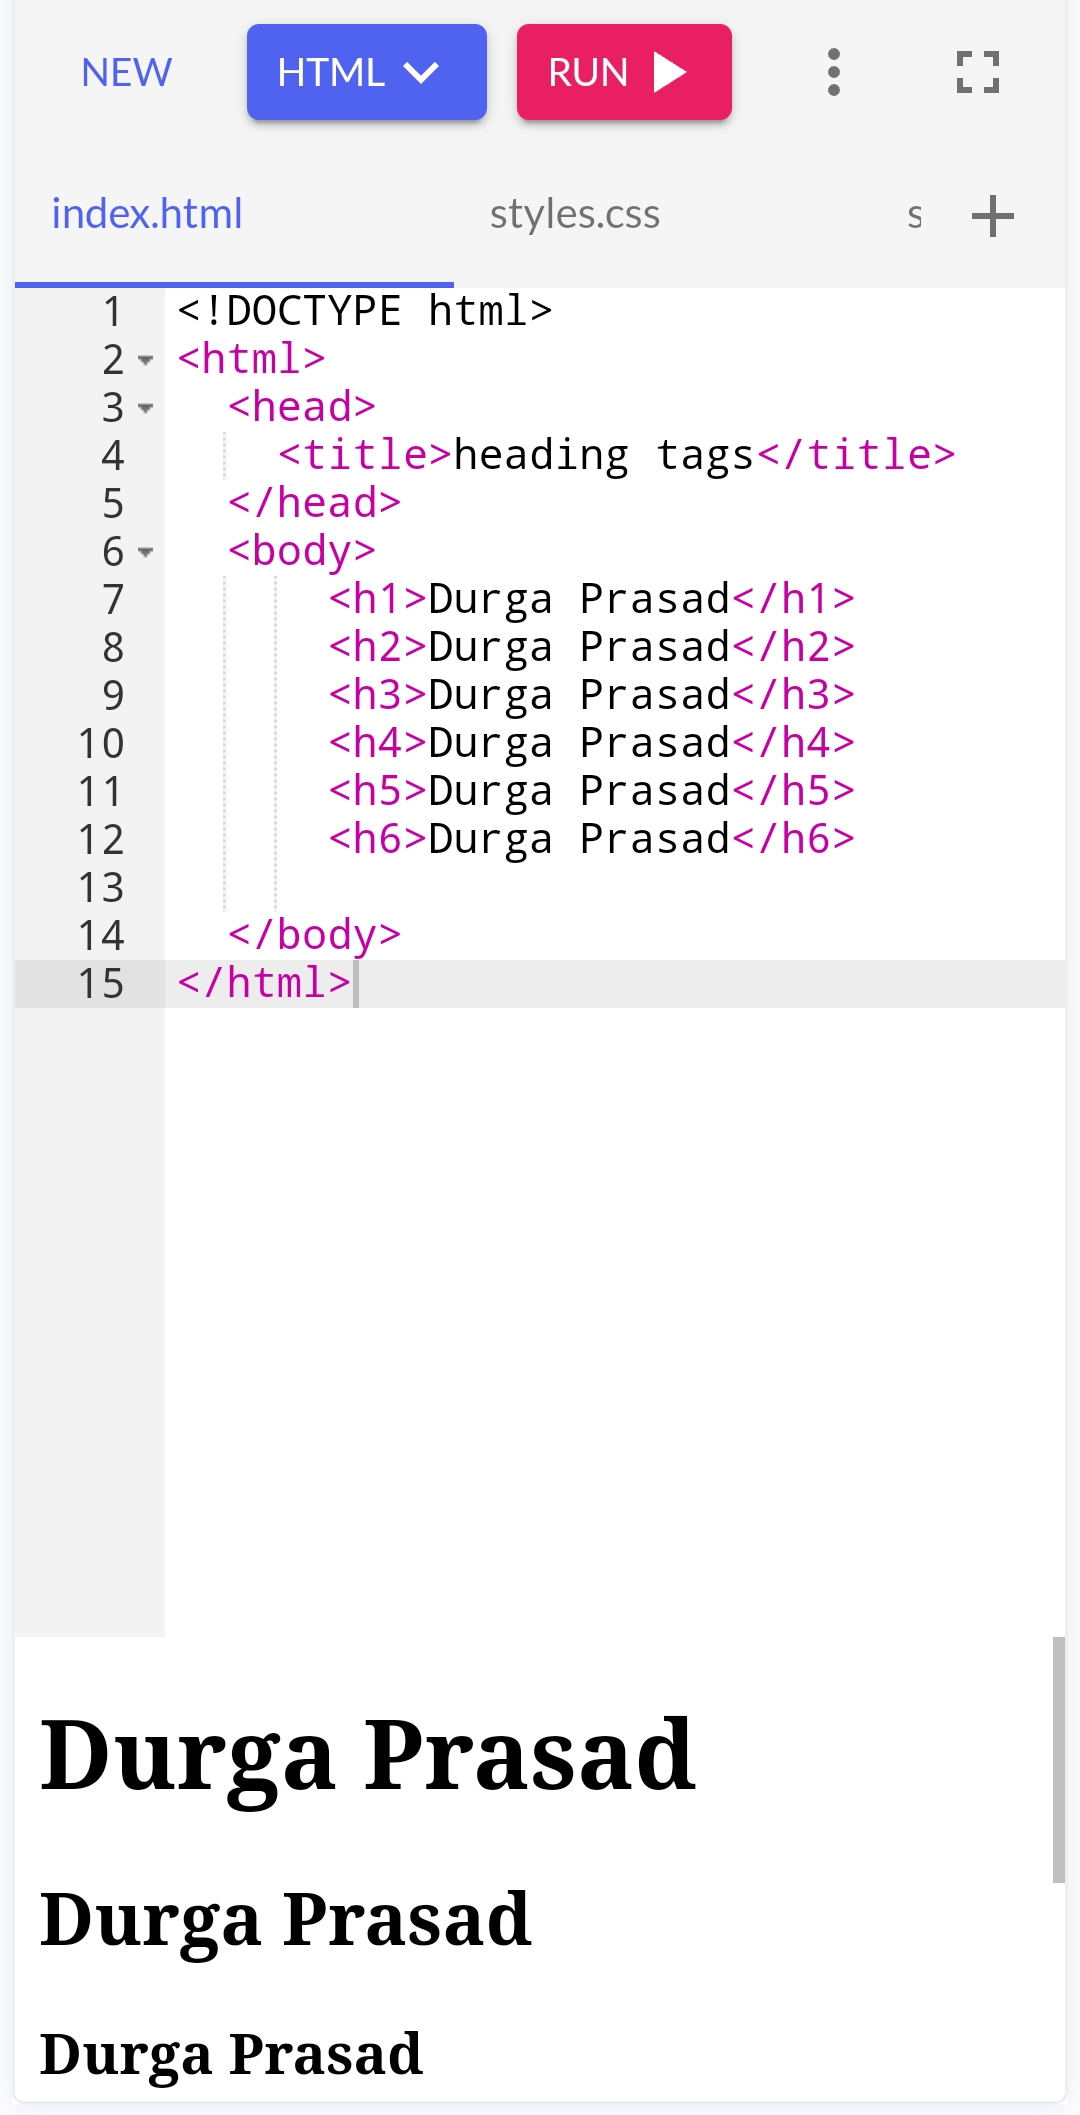 NEW HTML RUN
index.html styles.css s
1 <!DOCTYPE html>
2 <html>
3 <head>
4 <title>heading tags</title>
5 </head>
6 <body>
7 <h1>Durga Prasad</h1>
8 <h2>Durga Prasad</h2>
9 <h3>Durga Prasad</h3>
10 <h4>Durga Prasad</h4>
11 <h5>Durga Prasad</h5>
12 <h6>Durga Prasad</h6>
13
14 </body>
15 </html>
Durga Prasad
Durga Prasad
Durga Prasad